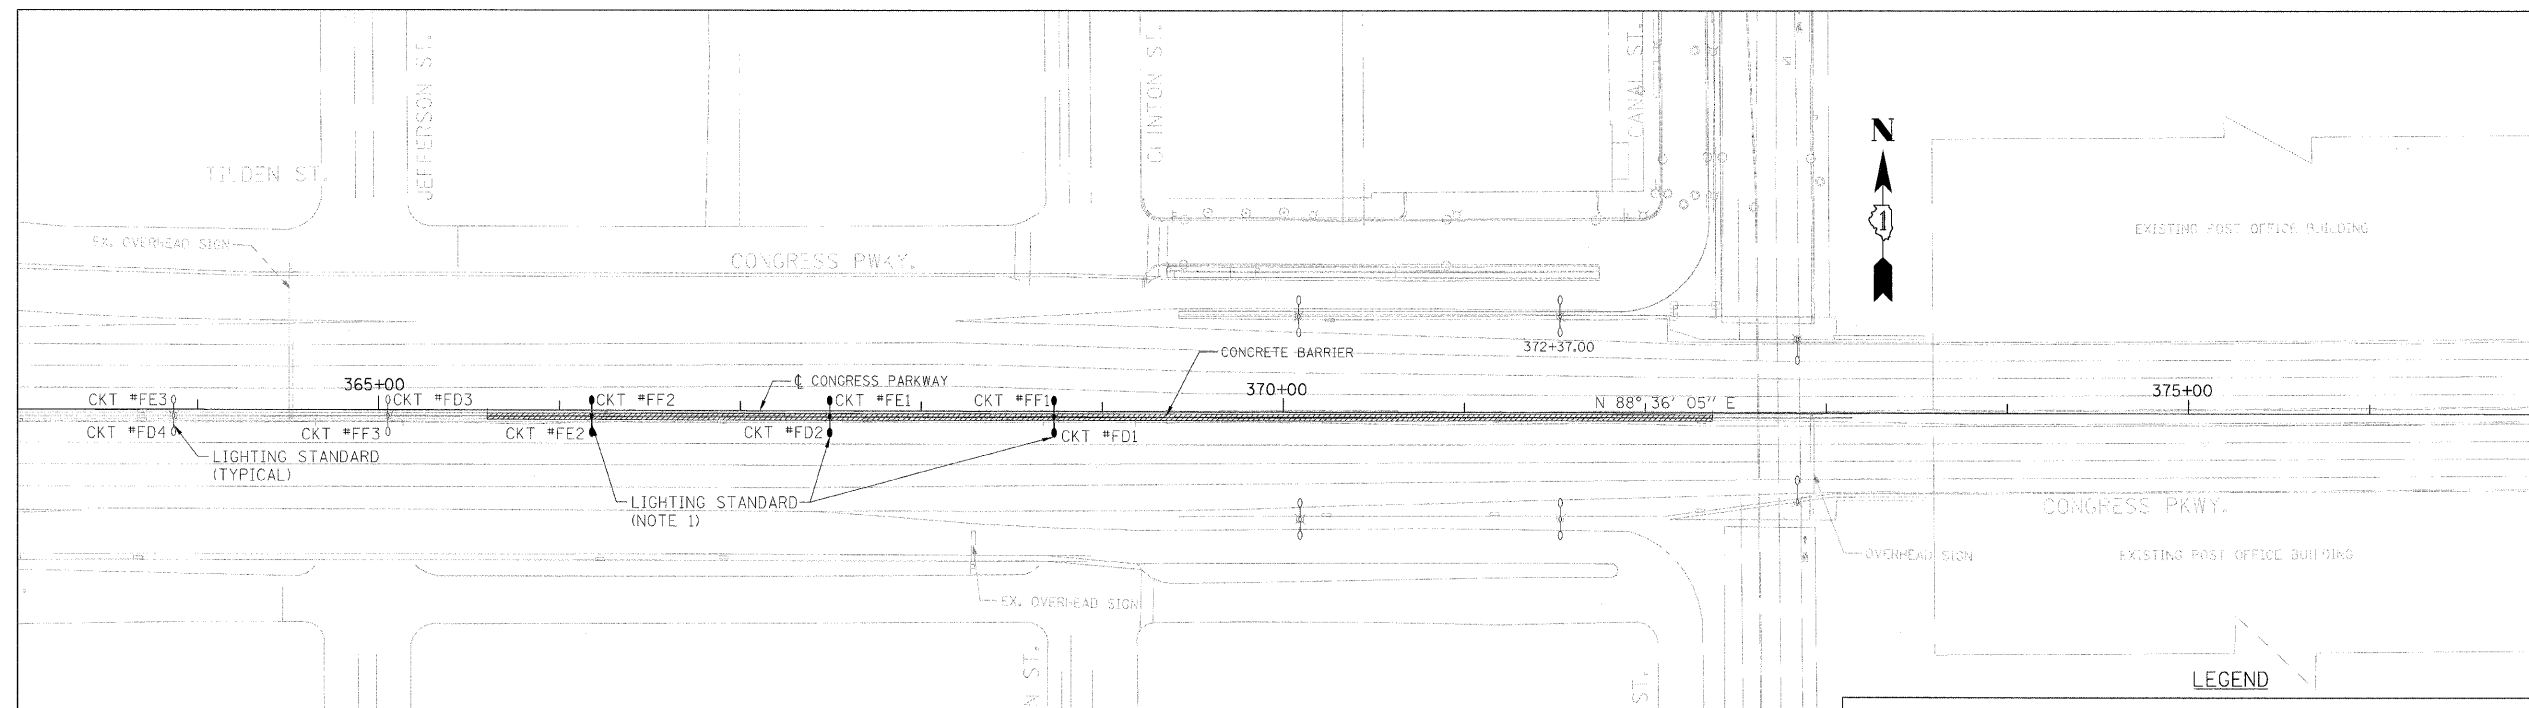 JEFFERSON ST.
CLINTON ST.
CANAL ST.
N
1
TILDEN ST.
EXISTING POST OFFICE BUILDING
EX. OVERHEAD SIGN
CONGRESS PKWY.
372+37.00
CONCRETE BARRIER
365+00
℄ CONGRESS PARKWAY
370+00
375+00
CKT #FE3
CKT #FD3
CKT #FF2
CKT #FE1
CKT #FF1
N 88° 36' 05" E
CKT #FD4
CKT #FF3
CKT #FE2
CKT #FD2
CKT #FD1
LIGHTING STANDARD
(TYPICAL)
LIGHTING STANDARD
(NOTE 1)
CONGRESS PKWY.
OVERHEAD SIGN
EXISTING POST OFFICE BUILDING
EX. OVERHEAD SIGN
N ST.
ST.
LEGEND